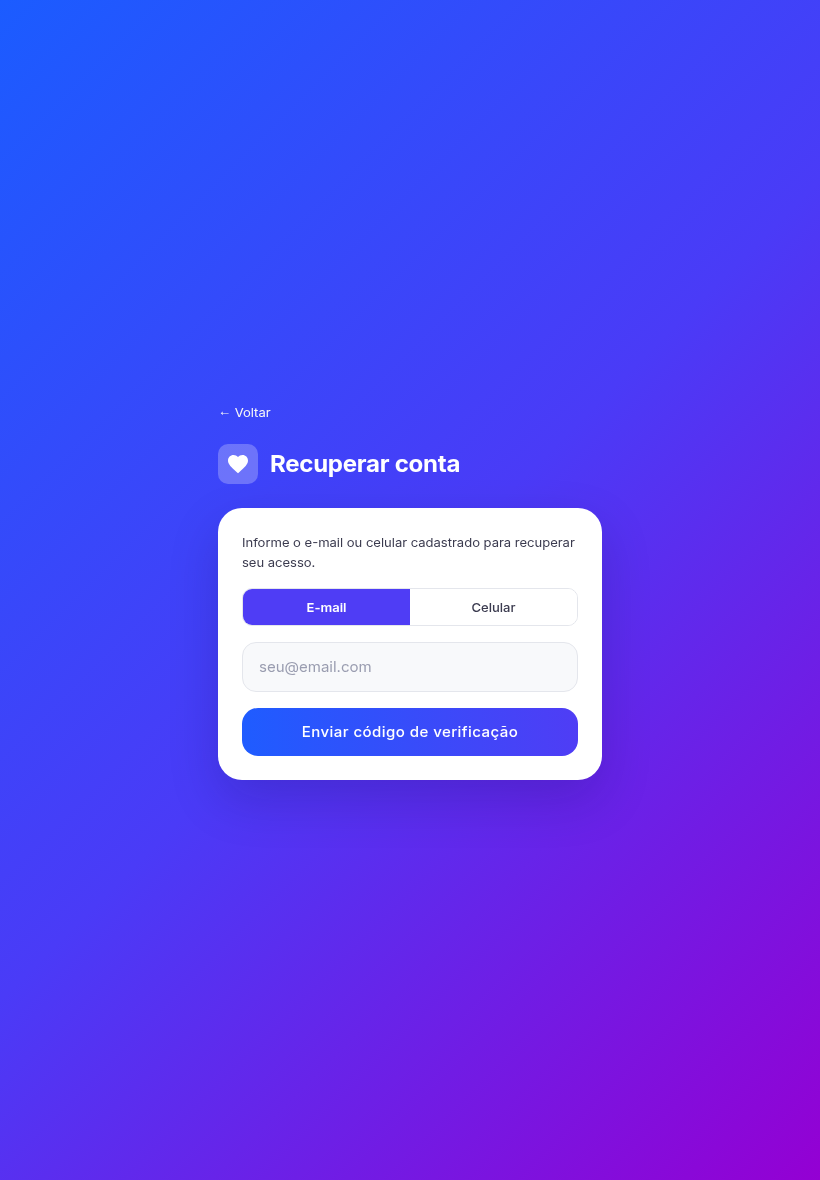 ← Voltar
Recuperar conta
Informe o e-mail ou celular cadastrado para recuperar
seu acesso.
E-mail
Celular
seu@email.com
Enviar código de verificação